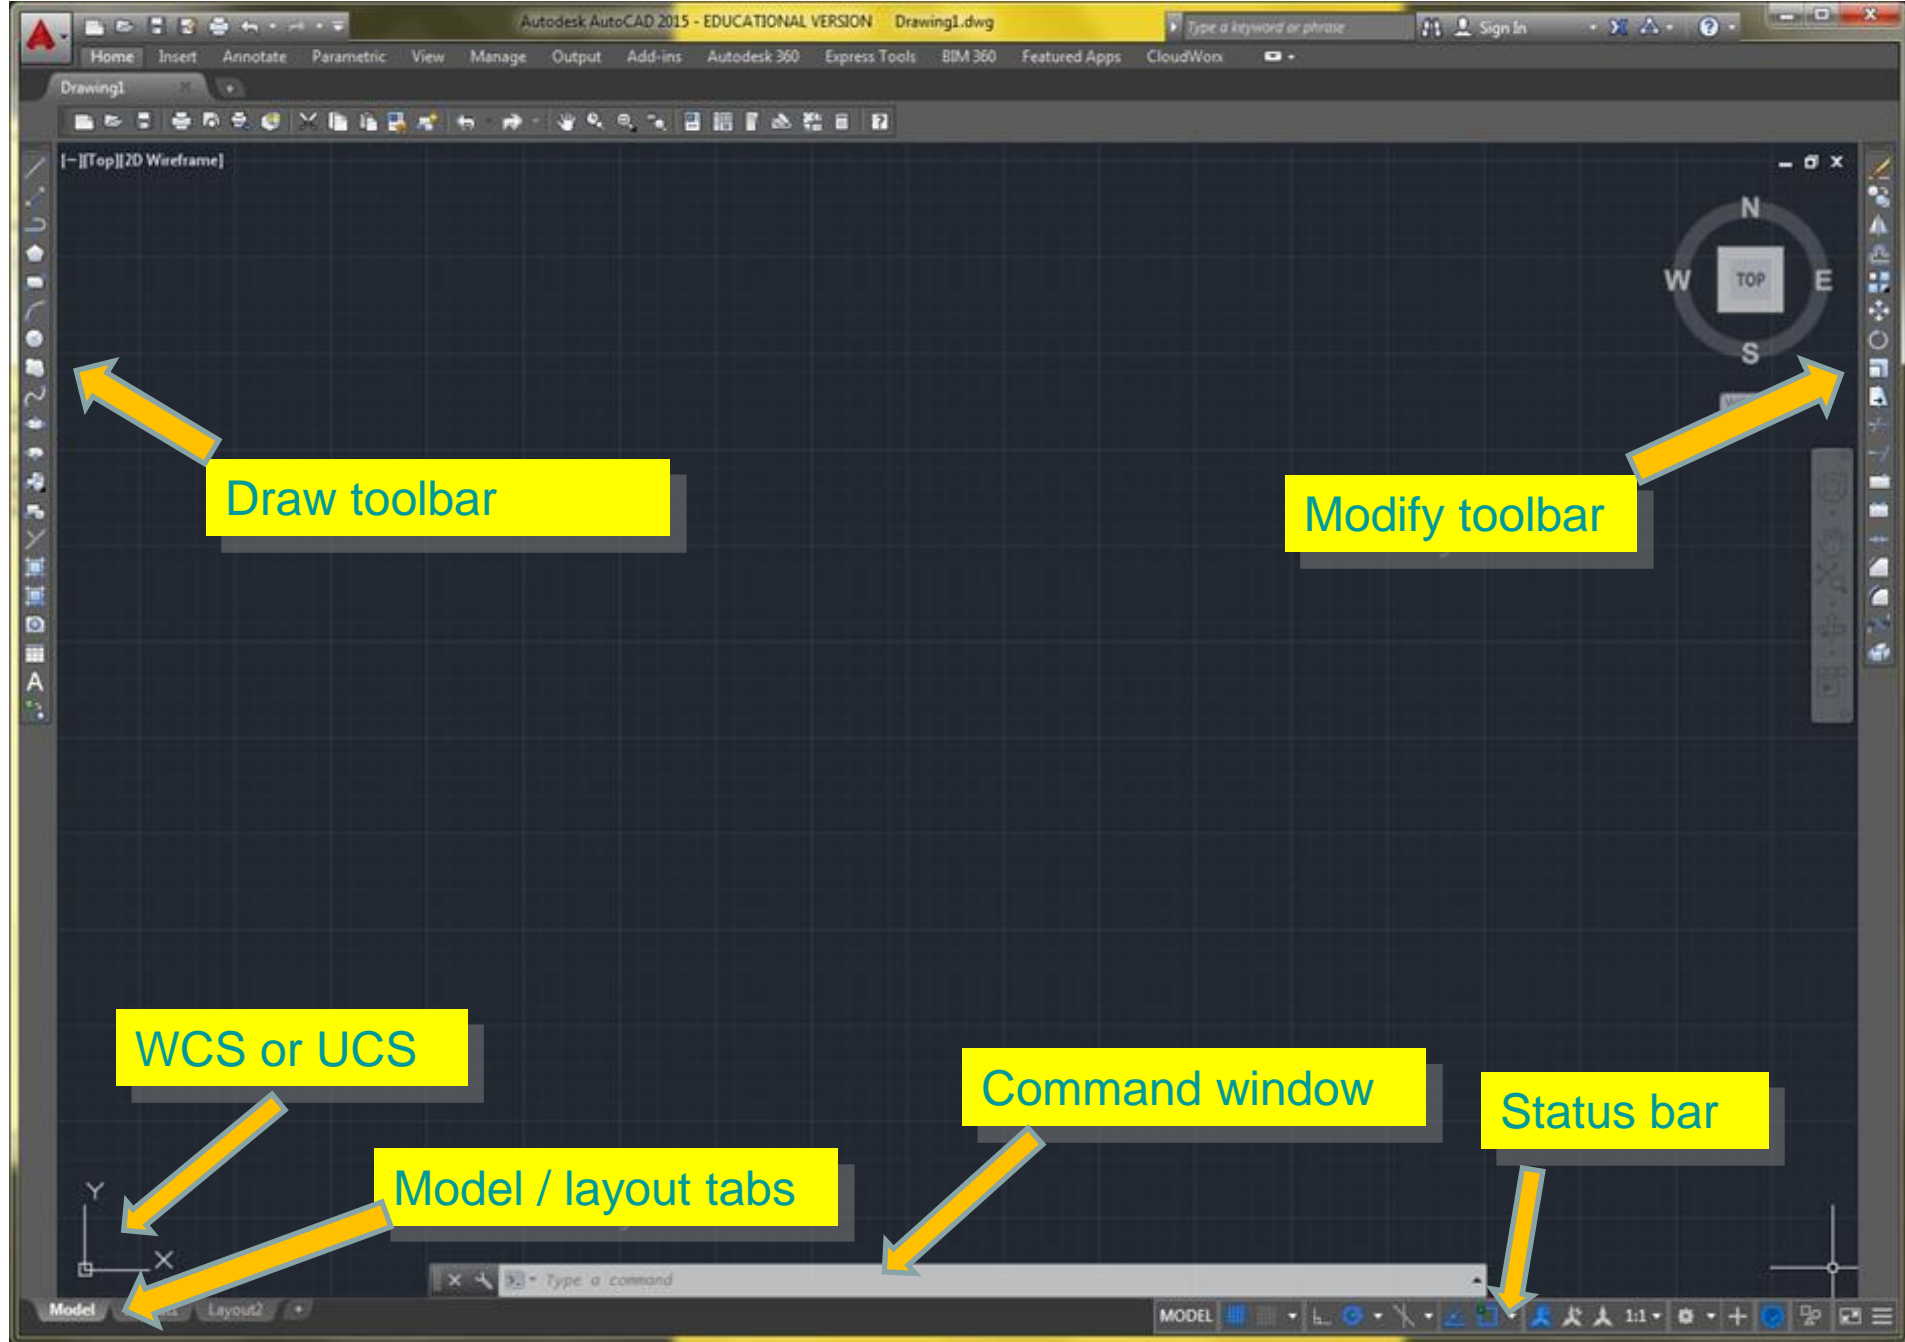 Autodesk AutoCAD 2015 - EDUCATIONAL VERSION Drawing1.dwg
Type a keyword or phrase
Sign In
Home Insert Annotate Parametric View Manage Output Add-ins Autodesk 360 Express Tools BIM 360 Featured Apps CloudWorx
Drawing1
[−][Top][2D Wireframe]
N
W TOP E
S
Draw toolbar
Modify toolbar
A
WCS or UCS
Command window
Status bar
Model / layout tabs
Y
X
Type a command
Model
Layout2
MODEL
1:1